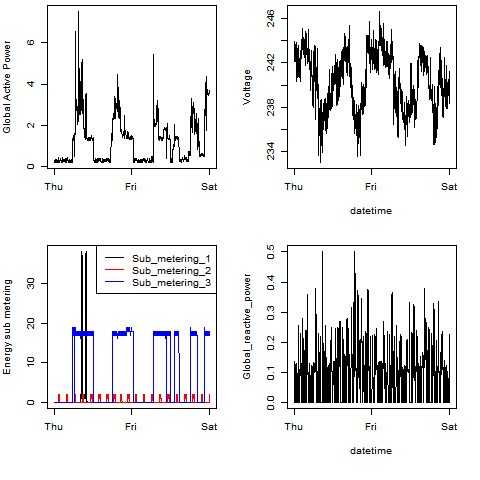 Global Active Power
0 2 4 6
Thu Fri Sat
Voltage
234 238 242 246
Thu Fri Sat
datetime
Energy sub metering
0 10 20 30
Sub_metering_1
Sub_metering_2
Sub_metering_3
Thu Fri Sat
Global_reactive_power
0.0 0.1 0.2 0.3 0.4 0.5
Thu Fri Sat
datetime